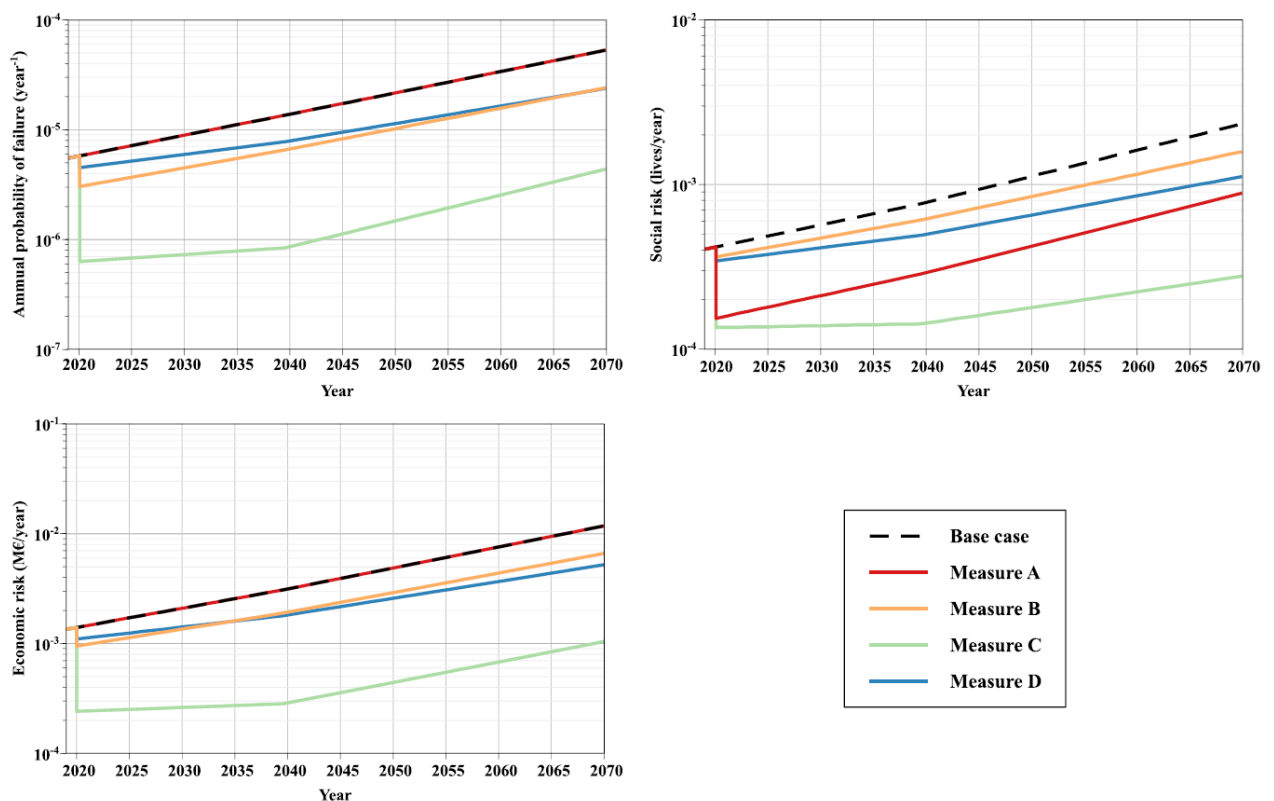 Annual probability of failure (year⁻¹)
10⁻⁴
10⁻⁵
10⁻⁶
10⁻⁷
2020 2025 2030 2035 2040 2045 2050 2055 2060 2065 2070
Year
Social risk (lives/year)
10⁻²
10⁻³
10⁻⁴
2020 2025 2030 2035 2040 2045 2050 2055 2060 2065 2070
Year
Economic risk (M€/year)
10⁻¹
10⁻²
10⁻³
10⁻⁴
2020 2025 2030 2035 2040 2045 2050 2055 2060 2065 2070
Year
Base case
Measure A
Measure B
Measure C
Measure D